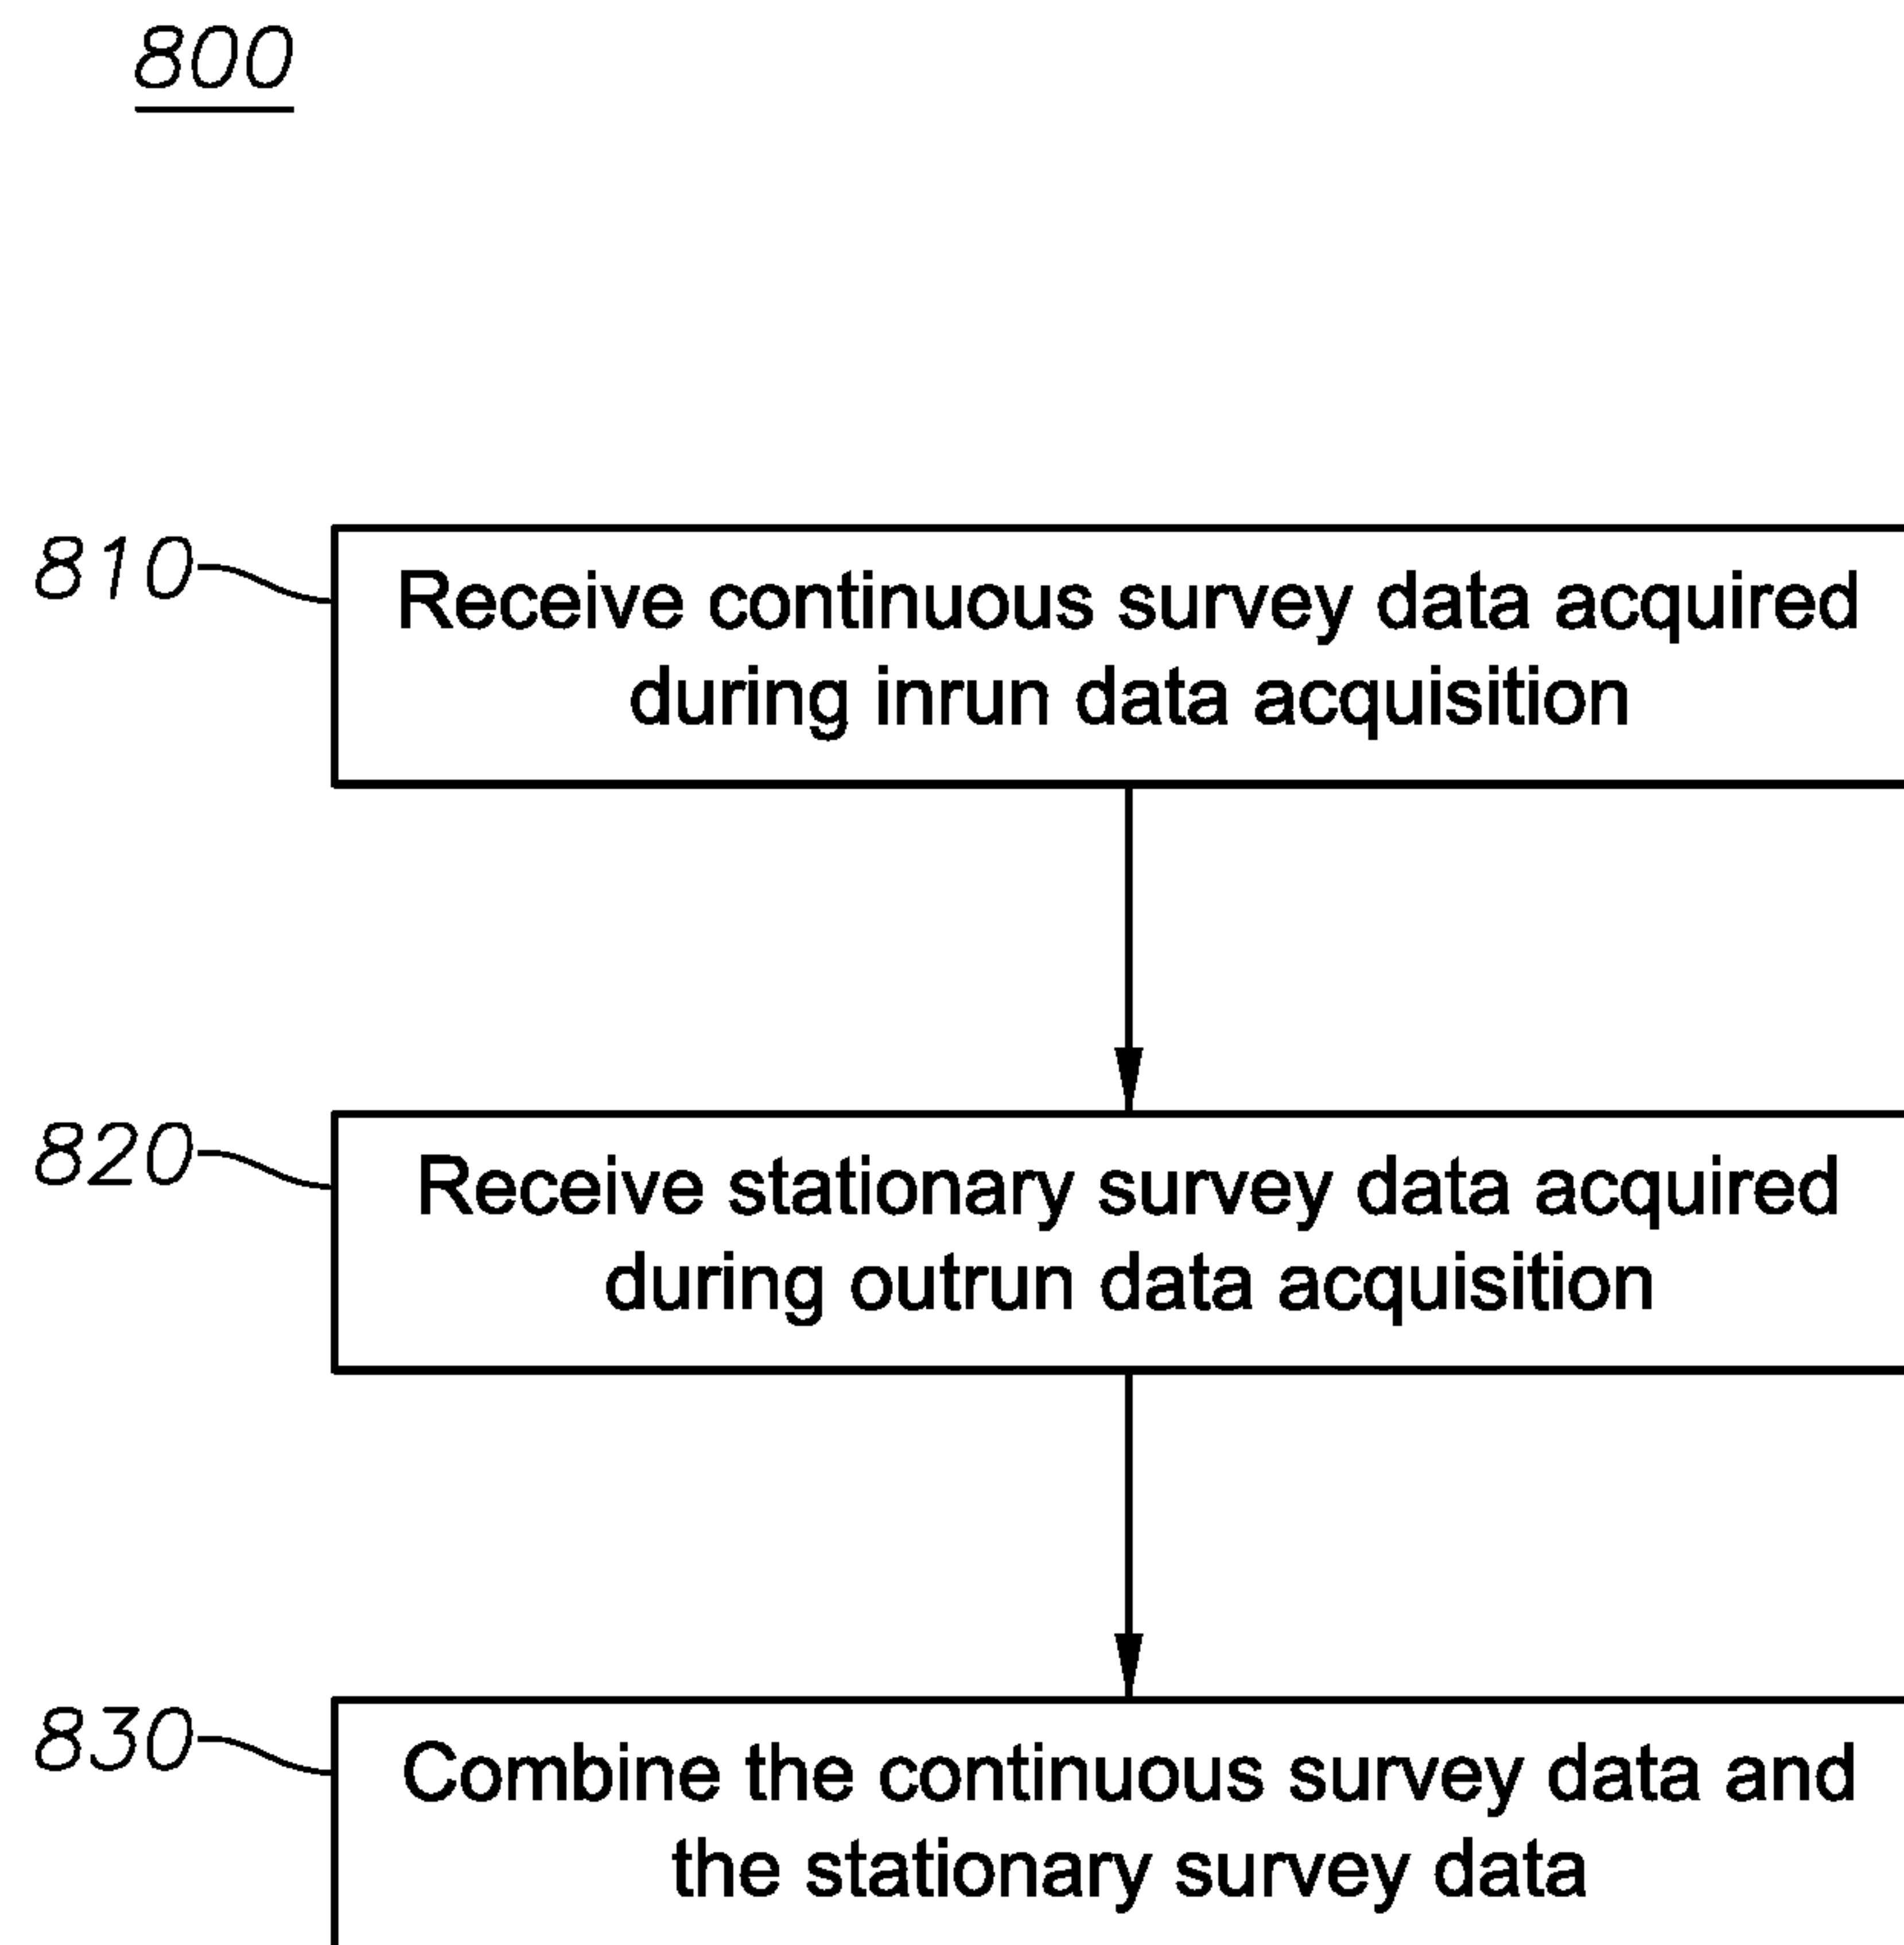 800
810
Receive continuous survey data acquired
during inrun data acquisition
820
Receive stationary survey data acquired
during outrun data acquisition
830
Combine the continuous survey data and
the stationary survey data